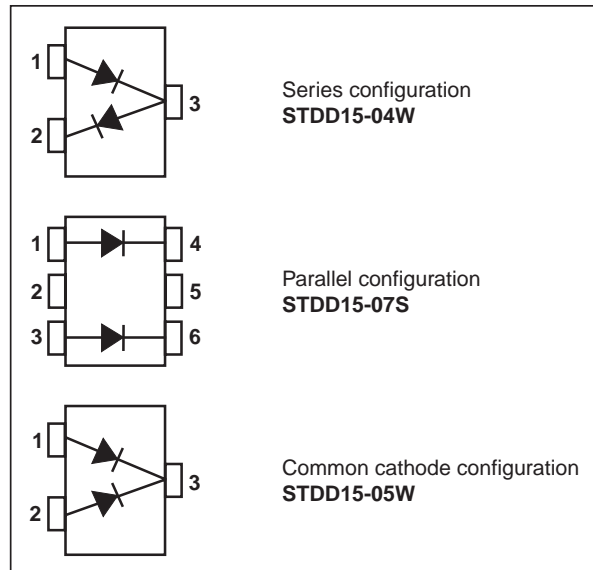 1
2
3
Series configuration
STDD15-04W
1
2
3
4
5
6
Parallel configuration
STDD15-07S
1
2
3
Common cathode configuration
STDD15-05W